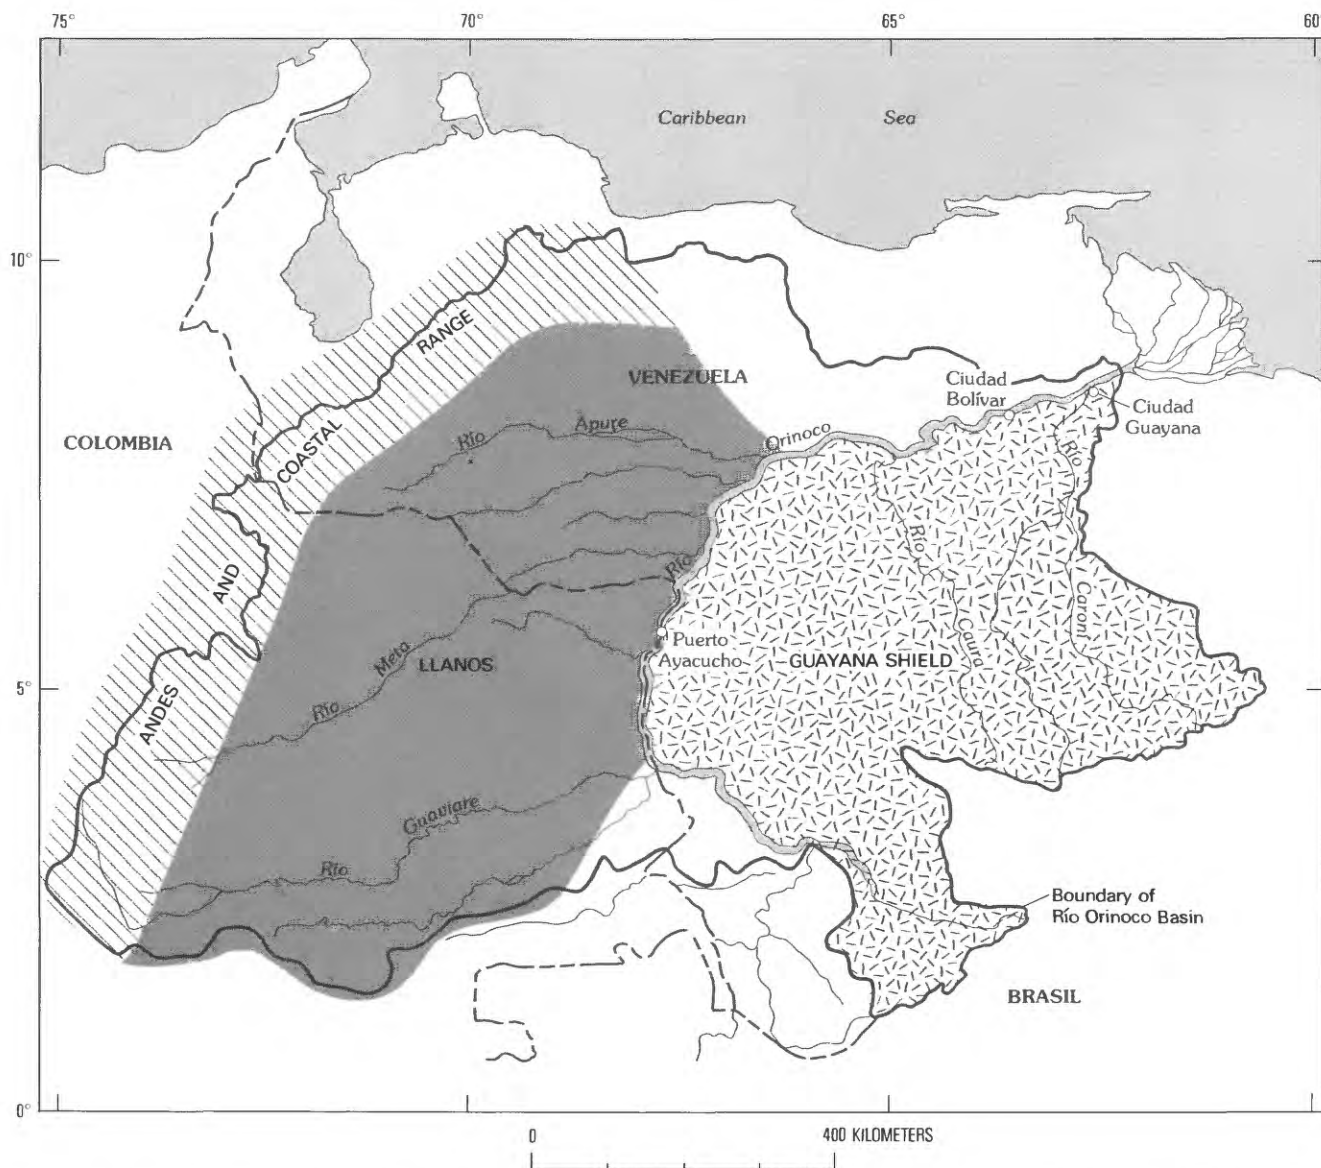 75°
70°
65°
60°
Caribbean Sea
10°
RANGE
VENEZUELA
Ciudad
Bolívar
Ciudad
Guayana
COLOMBIA
COASTAL
Río Apure
Orinoco
Río
AND
Río
Río
Caroni
Puerto
Ayacucho
Meta
LLANOS
GUAYANA SHIELD
Caura
5°
ANDES
Río
Guaviare
Río
Boundary of
Río Orinoco Basin
BRASIL
0°
0
400 KILOMETERS